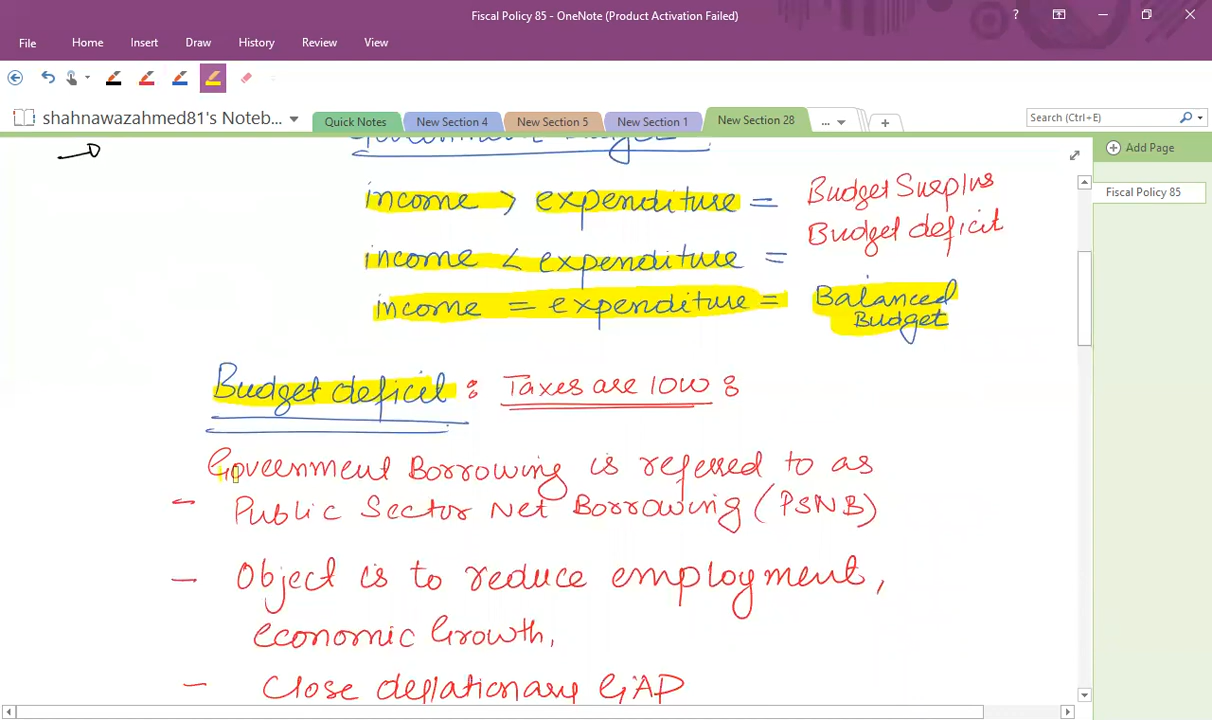 Fiscal Policy 85 - OneNote (Product Activation Failed)
?
File Home Insert Draw History Review View
shahnawazahmed81's Noteb... Quick Notes New Section 4 New Section 5 New Section 1 New Section 28 ... Search (Ctrl+E)
Add Page
Fiscal Policy 85
Government Budget
income > expenditure = Budget Surplus
Budget deficit
income < expenditure =
income = expenditure = Balanced
Budget
Budget deficit : Taxes are low :
Government Borrowing is referred to as
- Public Sector Net Borrowing (PSNB)
- Object is to reduce employment,
economic Growth,
- Close deflationary GAP